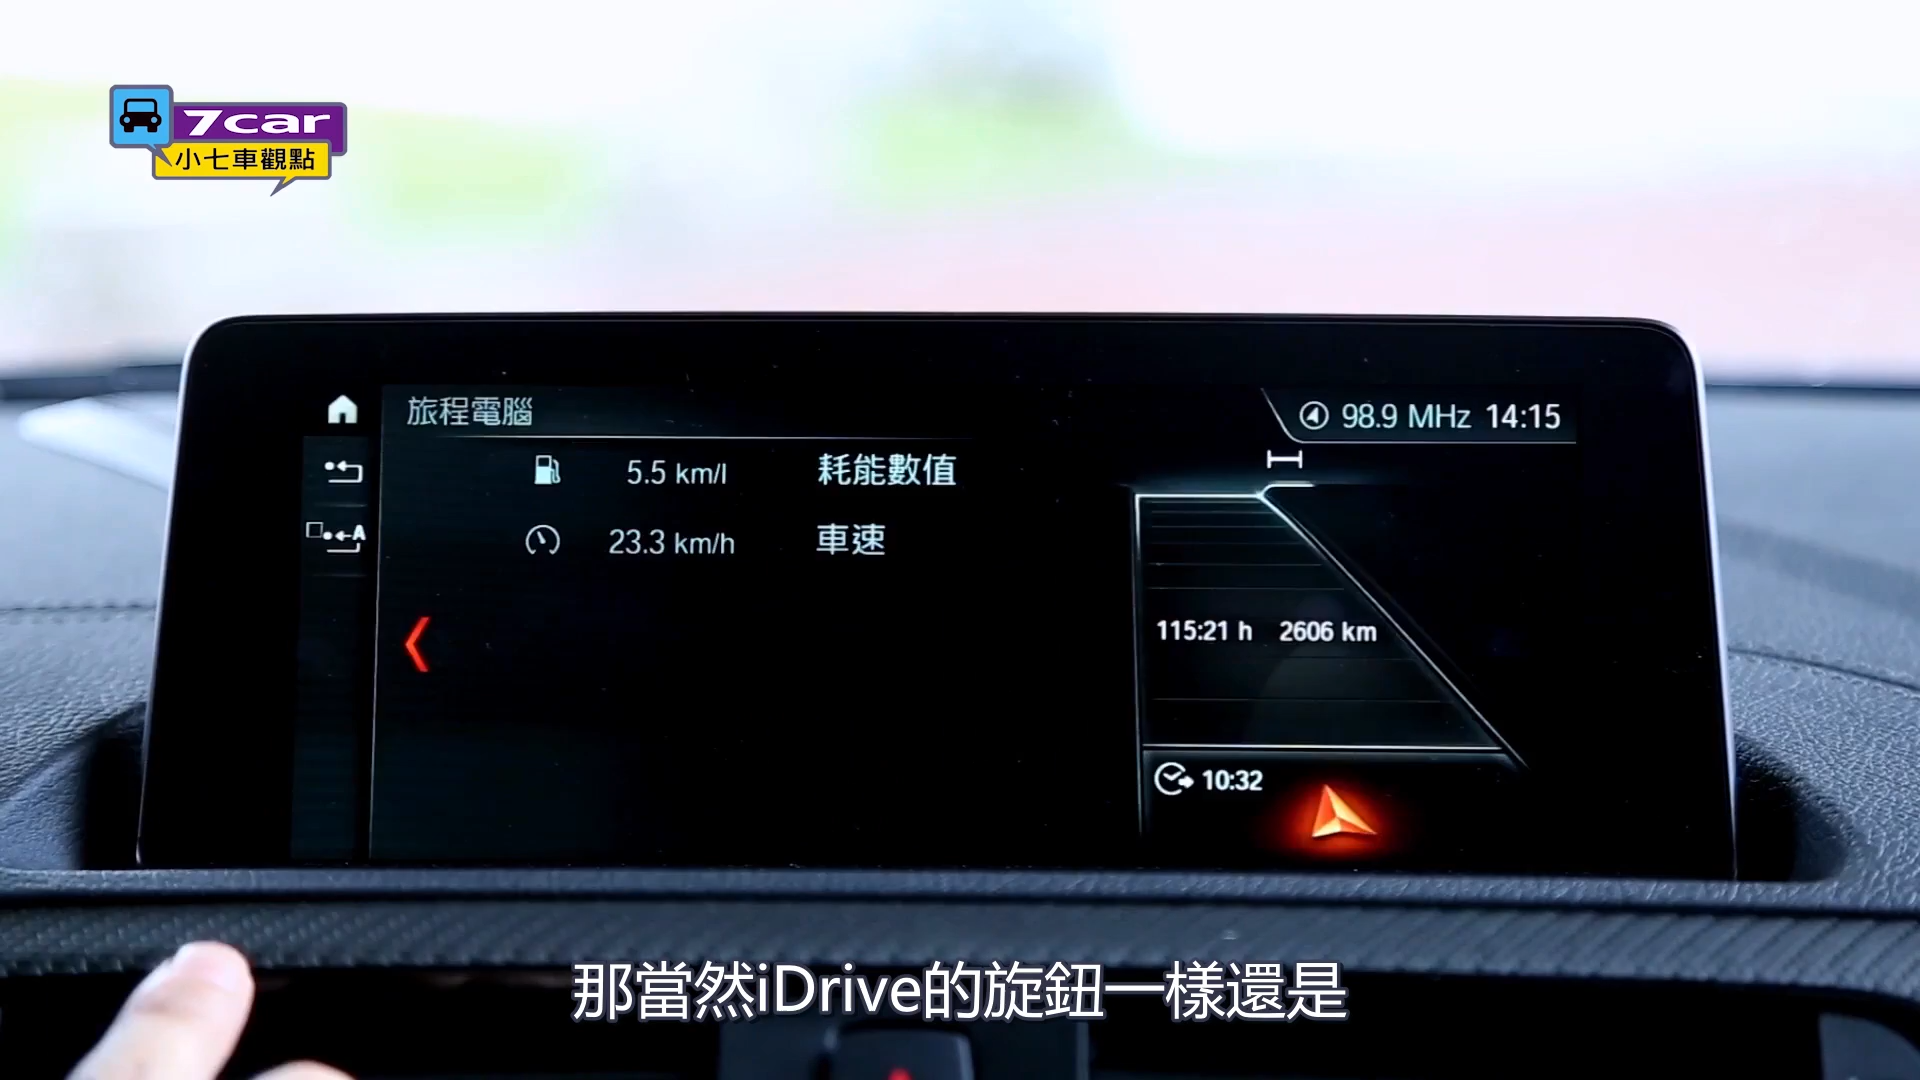 7car
小七車觀點
旅程電腦
98.9 MHz 14:15
5.5 km/l 耗能數值
23.3 km/h 車速
A
115:21 h 2606 km
10:32
那當然iDrive的旋鈕一樣還是